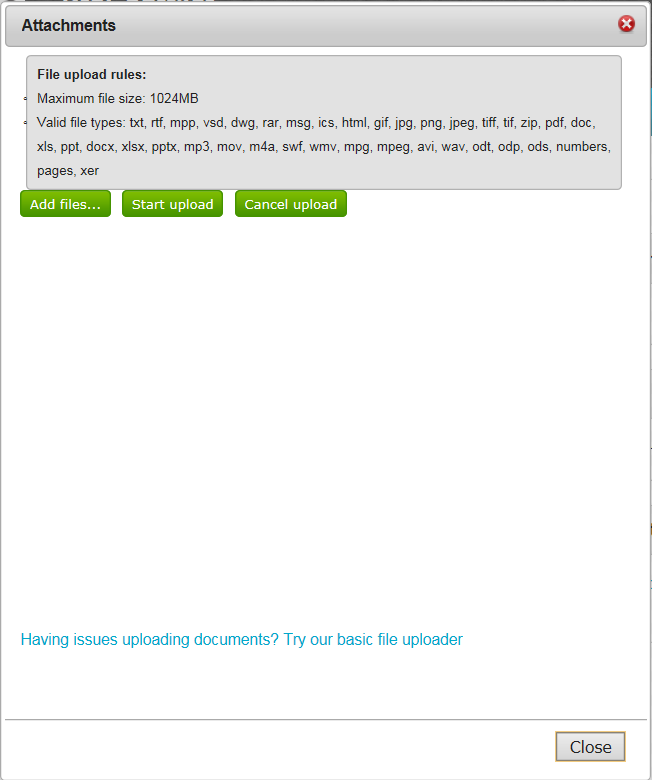 Attachments
File upload rules:
Maximum file size: 1024MB
Valid file types: txt, rtf, mpp, vsd, dwg, rar, msg, ics, html, gif, jpg, png, jpeg, tiff, tif, zip, pdf, doc,
xls, ppt, docx, xlsx, pptx, mp3, mov, m4a, swf, wmv, mpg, mpeg, avi, wav, odt, odp, ods, numbers,
pages, xer
Add files... Start upload Cancel upload
Having issues uploading documents? Try our basic file uploader
Close